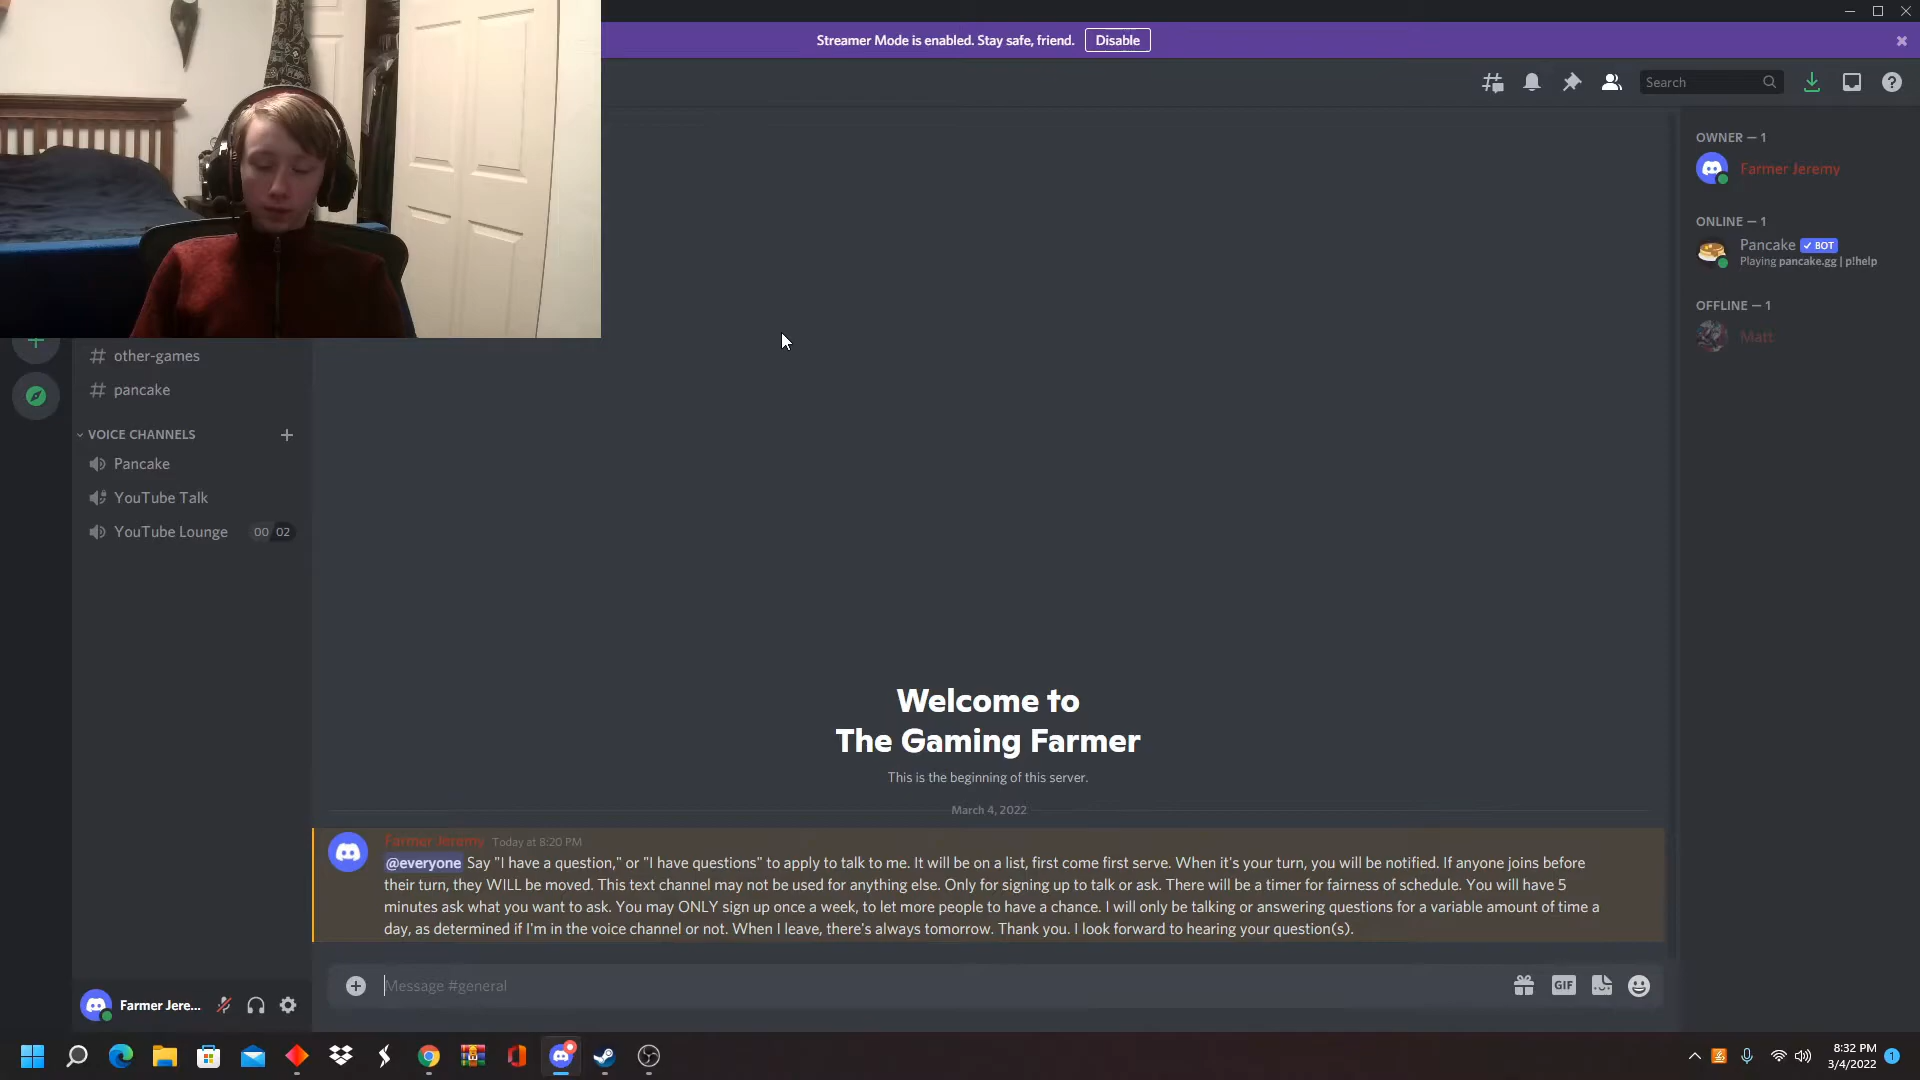 Streamer Mode is enabled. Stay safe, friend. Disable
Search
OWNER — 1
Farmer Jeremy
ONLINE — 1
Pancake ✓ BOT
Playing pancake.gg | p!help
OFFLINE — 1
Matt
# other-games
# pancake
VOICE CHANNELS
Pancake
YouTube Talk
YouTube Lounge 00 02
Welcome to
The Gaming Farmer
This is the beginning of this server.
March 4, 2022
Farmer Jeremy Today at 8:20 PM
@everyone Say "I have a question," or "I have questions" to apply to talk to me. It will be on a list, first come first serve. When it's your turn, you will be notified. If anyone joins before
their turn, they WILL be moved. This text channel may not be used for anything else. Only for signing up to talk or ask. There will be a timer for fairness of schedule. You will have 5
minutes ask what you want to ask. You may ONLY sign up once a week, to let more people to have a chance. I will only be talking or answering questions for a variable amount of time a
day, as determined if I'm in the voice channel or not. When I leave, there's always tomorrow. Thank you. I look forward to hearing your question(s).
Message #general
GIF
Farmer Jere...
8:32 PM
3/4/2022
1